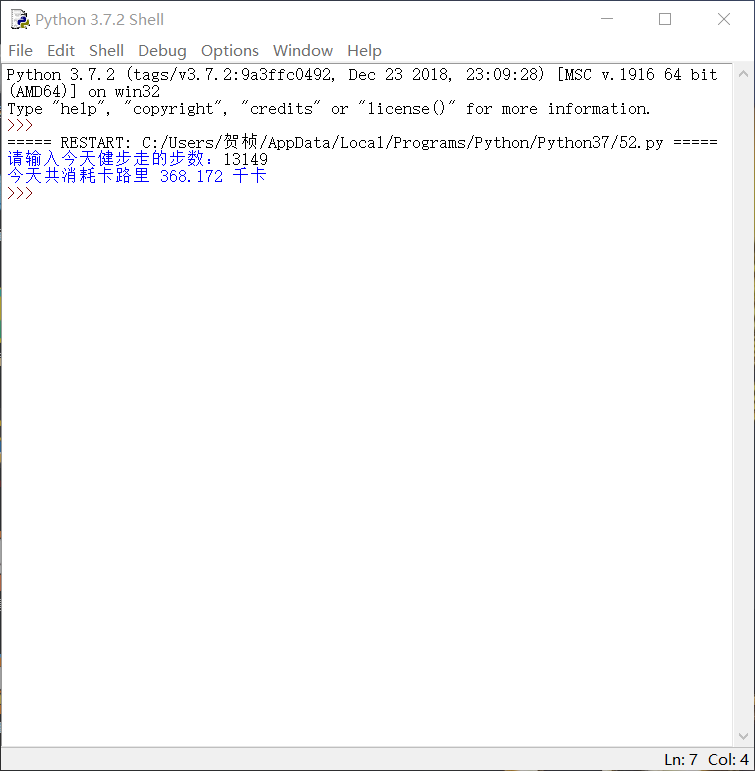 Python 3.7.2 Shell
File Edit Shell Debug Options Window Help
Python 3.7.2 (tags/v3.7.2:9a3ffc0492, Dec 23 2018, 23:09:28) [MSC v.1916 64 bit
(AMD64)] on win32
Type "help", "copyright", "credits" or "license()" for more information.
>>>
===== RESTART: C:/Users/贺桢/AppData/Local/Programs/Python/Python37/52.py =====
请输入今天健步走的步数：13149
今天共消耗卡路里 368.172 千卡
>>>
Ln: 7 Col: 4